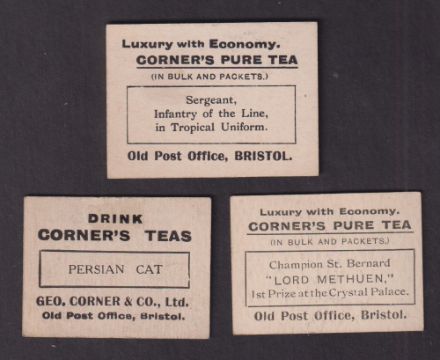 Luxury with Economy.
CORNER'S PURE TEA
(IN BULK AND PACKETS.)
Sergeant,
Infantry of the Line,
in Tropical Uniform.
Old Post Office, BRISTOL.
DRINK
CORNER'S TEAS
PERSIAN CAT
GEO. CORNER & CO., Ltd.
Old Post Office, Bristol.
Luxury with Economy.
CORNER'S PURE TEA
(IN BULK AND PACKETS.)
Champion St. Bernard
"LORD METHUEN,"
1st Prize at the Crystal Palace.
Old Post Office, BRISTOL.